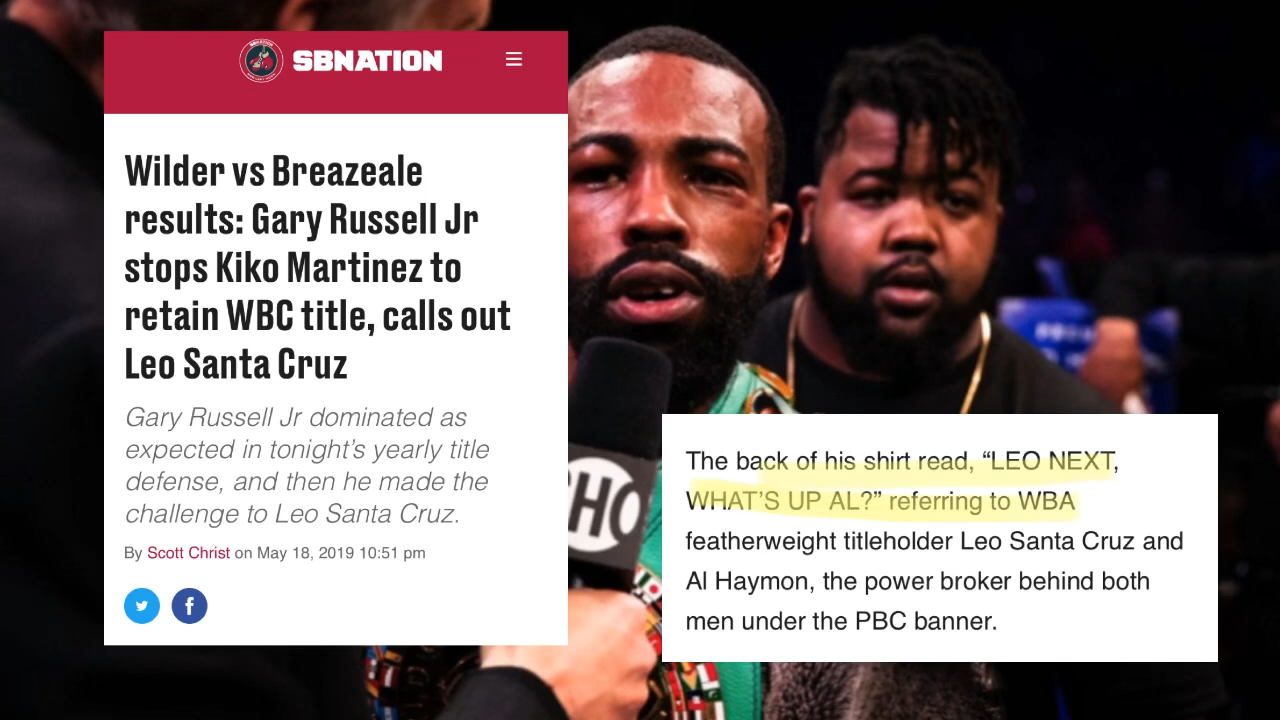 SBNATION
Wilder vs Breazeale
results: Gary Russell Jr
stops Kiko Martinez to
retain WBC title, calls out
Leo Santa Cruz
Gary Russell Jr dominated as
expected in tonight’s yearly title
defense, and then he made the
challenge to Leo Santa Cruz.
By Scott Christ on May 18, 2019 10:51 pm
SHO
The back of his shirt read, “LEO NEXT,
WHAT’S UP AL?” referring to WBA
featherweight titleholder Leo Santa Cruz and
Al Haymon, the power broker behind both
men under the PBC banner.